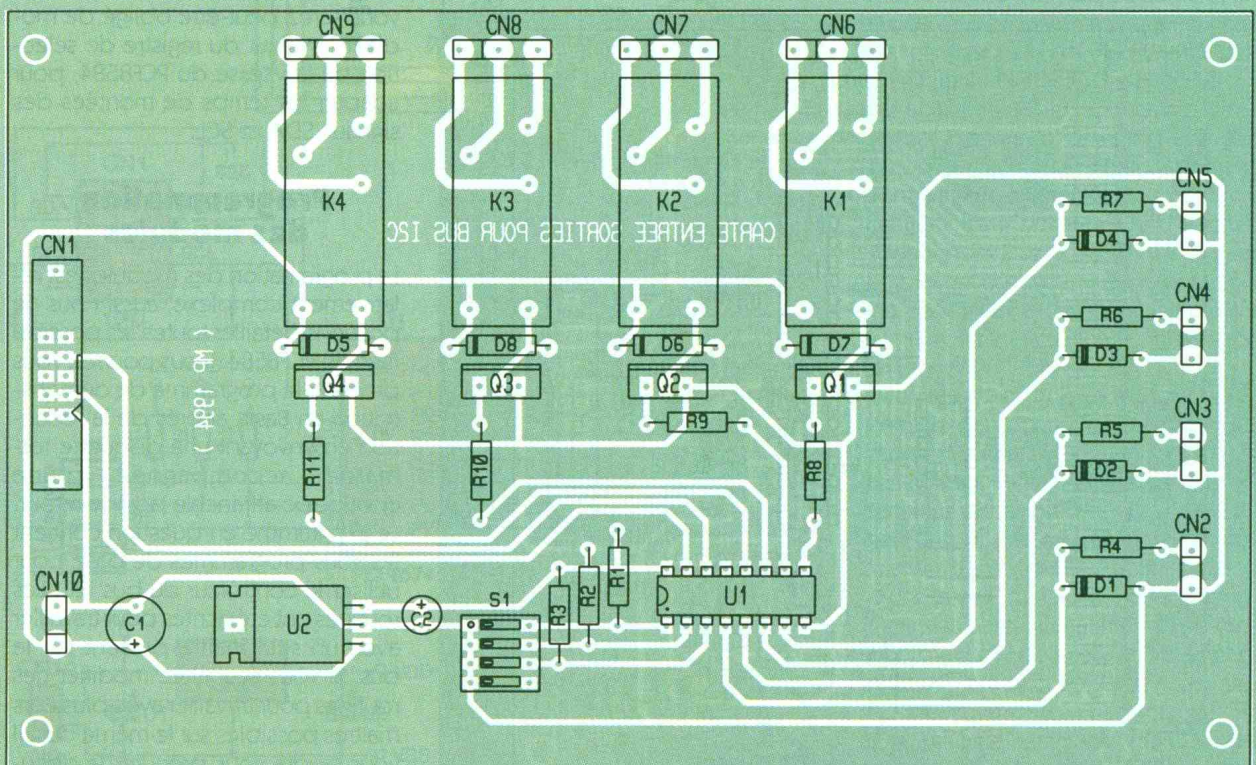 CN9 CN8 CN7 CN6
K4 K3 K2 K1
CARTE ENTREE SORTIES POUR BUS I2C
CN5
R7
D4
CN1
CN4
R6
D3
D5 D8 D6 D7
Q4 Q3 Q2 Q1
( MP 1994 )
R9
CN3
R5
D2
R11 R10 R8
CN2
R4
D1
CN10
C1
U2
C2
S1
R3 R2 R1
U1